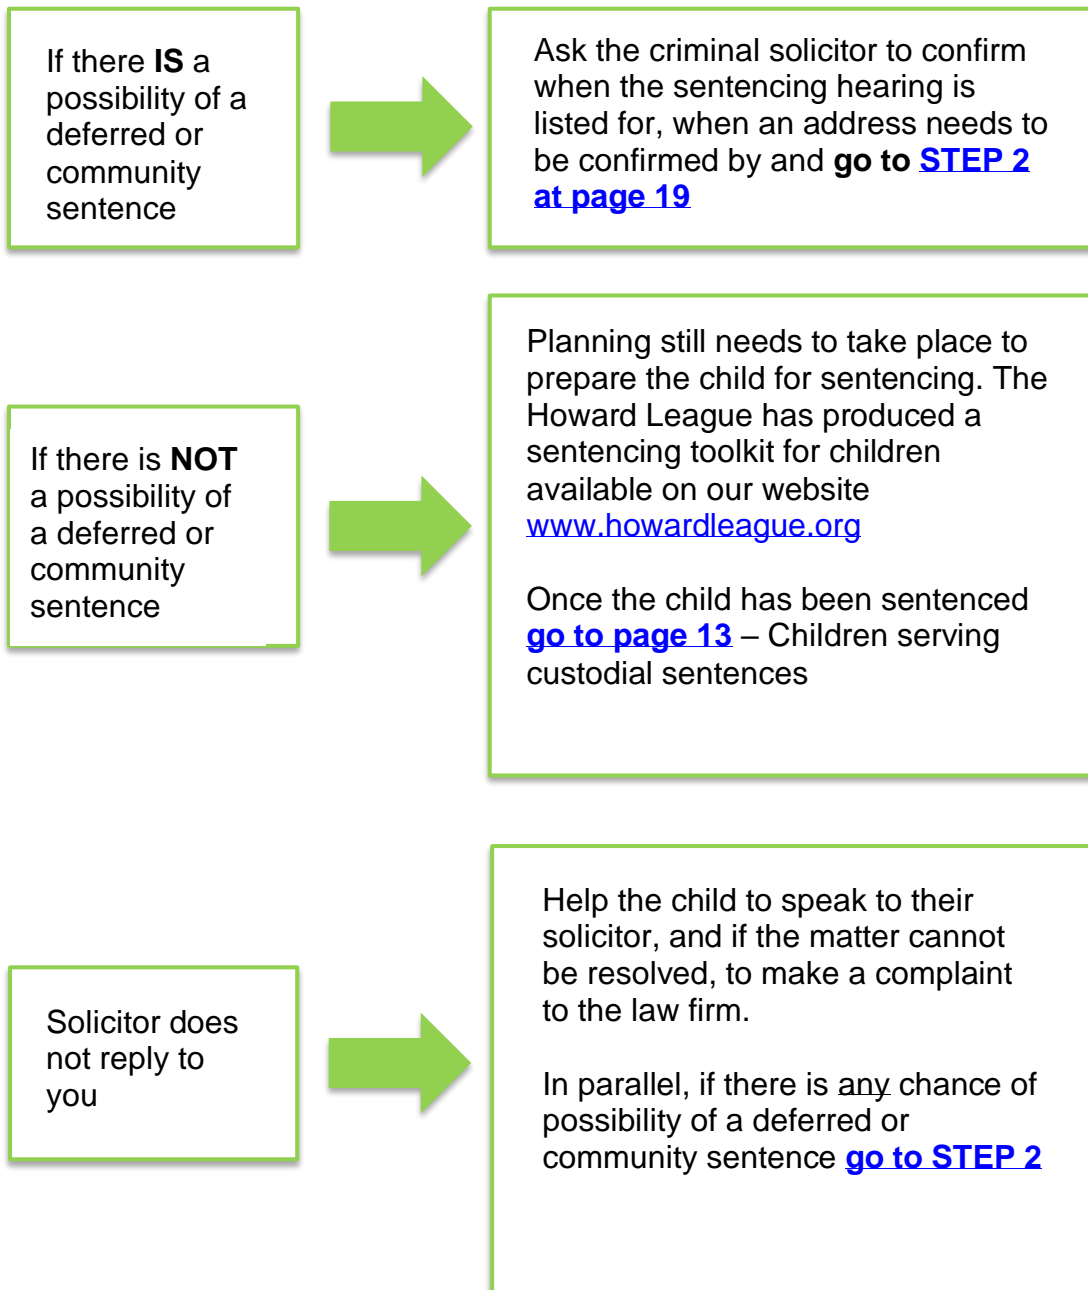 If there IS a
possibility of a
deferred or
community
sentence
Ask the criminal solicitor to confirm
when the sentencing hearing is
listed for, when an address needs to
be confirmed by and go to STEP 2
at page 19
If there is NOT
a possibility of
a deferred or
community
sentence
Planning still needs to take place to
prepare the child for sentencing. The
Howard League has produced a
sentencing toolkit for children
available on our website
www.howardleague.org
Once the child has been sentenced
go to page 13 – Children serving
custodial sentences
Solicitor does
not reply to
you
Help the child to speak to their
solicitor, and if the matter cannot
be resolved, to make a complaint
to the law firm.
In parallel, if there is any chance of
possibility of a deferred or
community sentence go to STEP 2